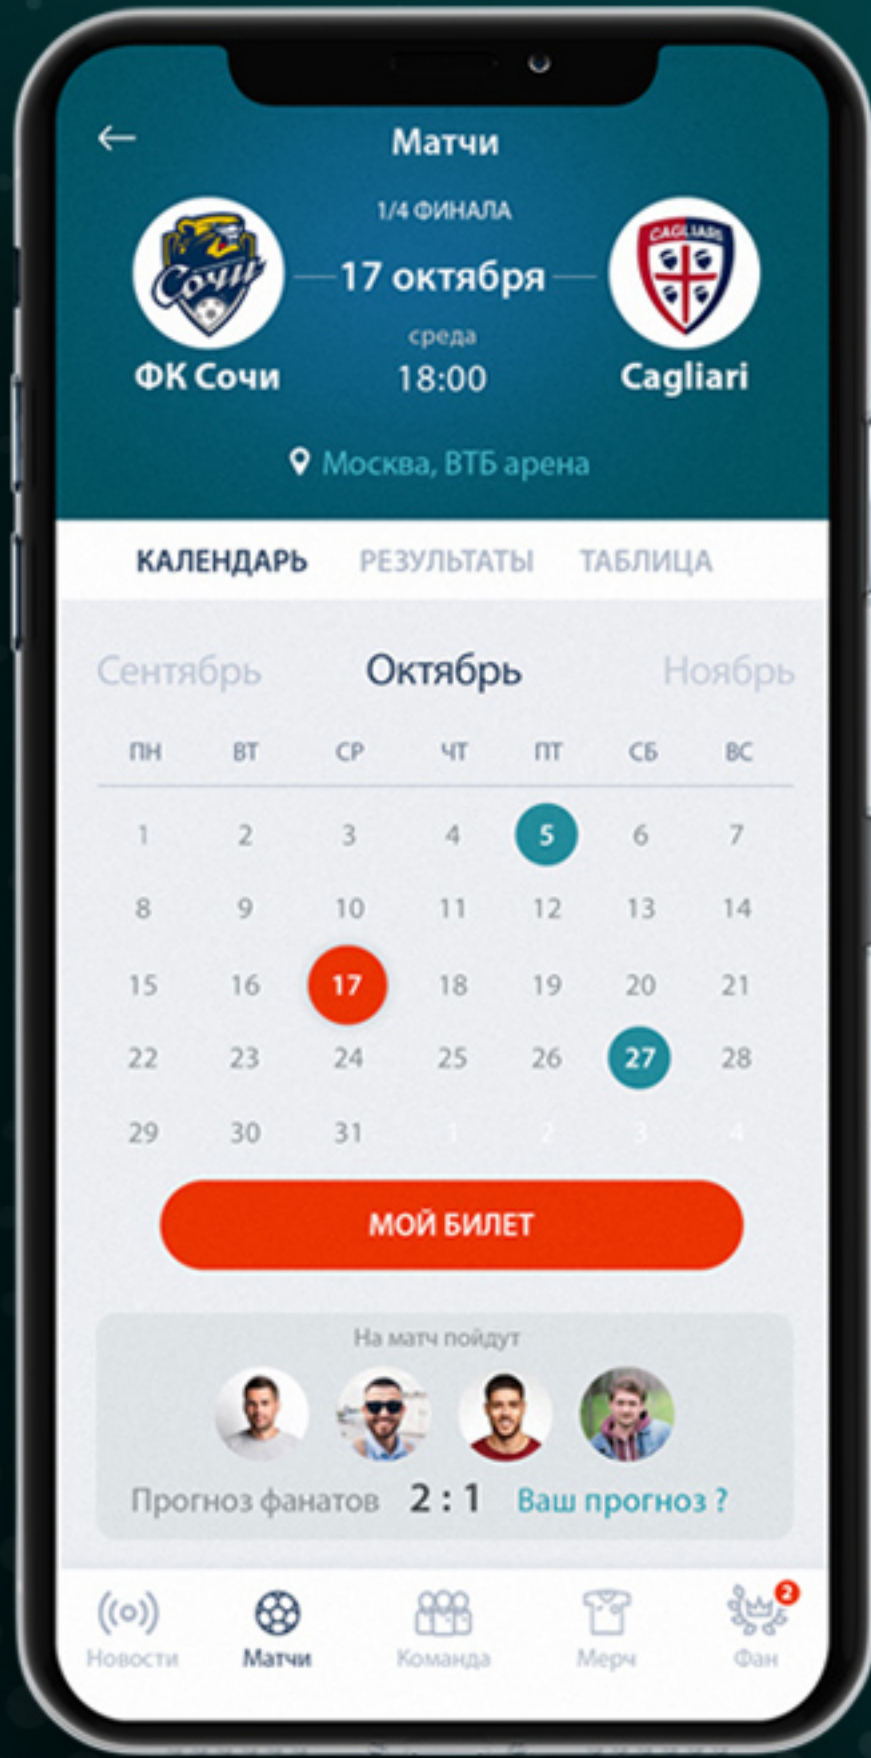 Матчи
1/4 ФИНАЛА
Сочи
CAGLIARI
17 октября
среда
ФК Сочи
18:00
Cagliari
Москва, ВТБ арена
КАЛЕНДАРЬ РЕЗУЛЬТАТЫ ТАБЛИЦА
Сентябрь Октябрь Ноябрь
ПН ВТ СР ЧТ ПТ СБ ВС
1 2 3 4 5 6 7
8 9 10 11 12 13 14
15 16 17 18 19 20 21
22 23 24 25 26 27 28
29 30 31 1 2 3 4
МОЙ БИЛЕТ
На матч пойдут
Прогноз фанатов 2 : 1 Ваш прогноз ?
2
Новости Матчи Команда Мерч Фан